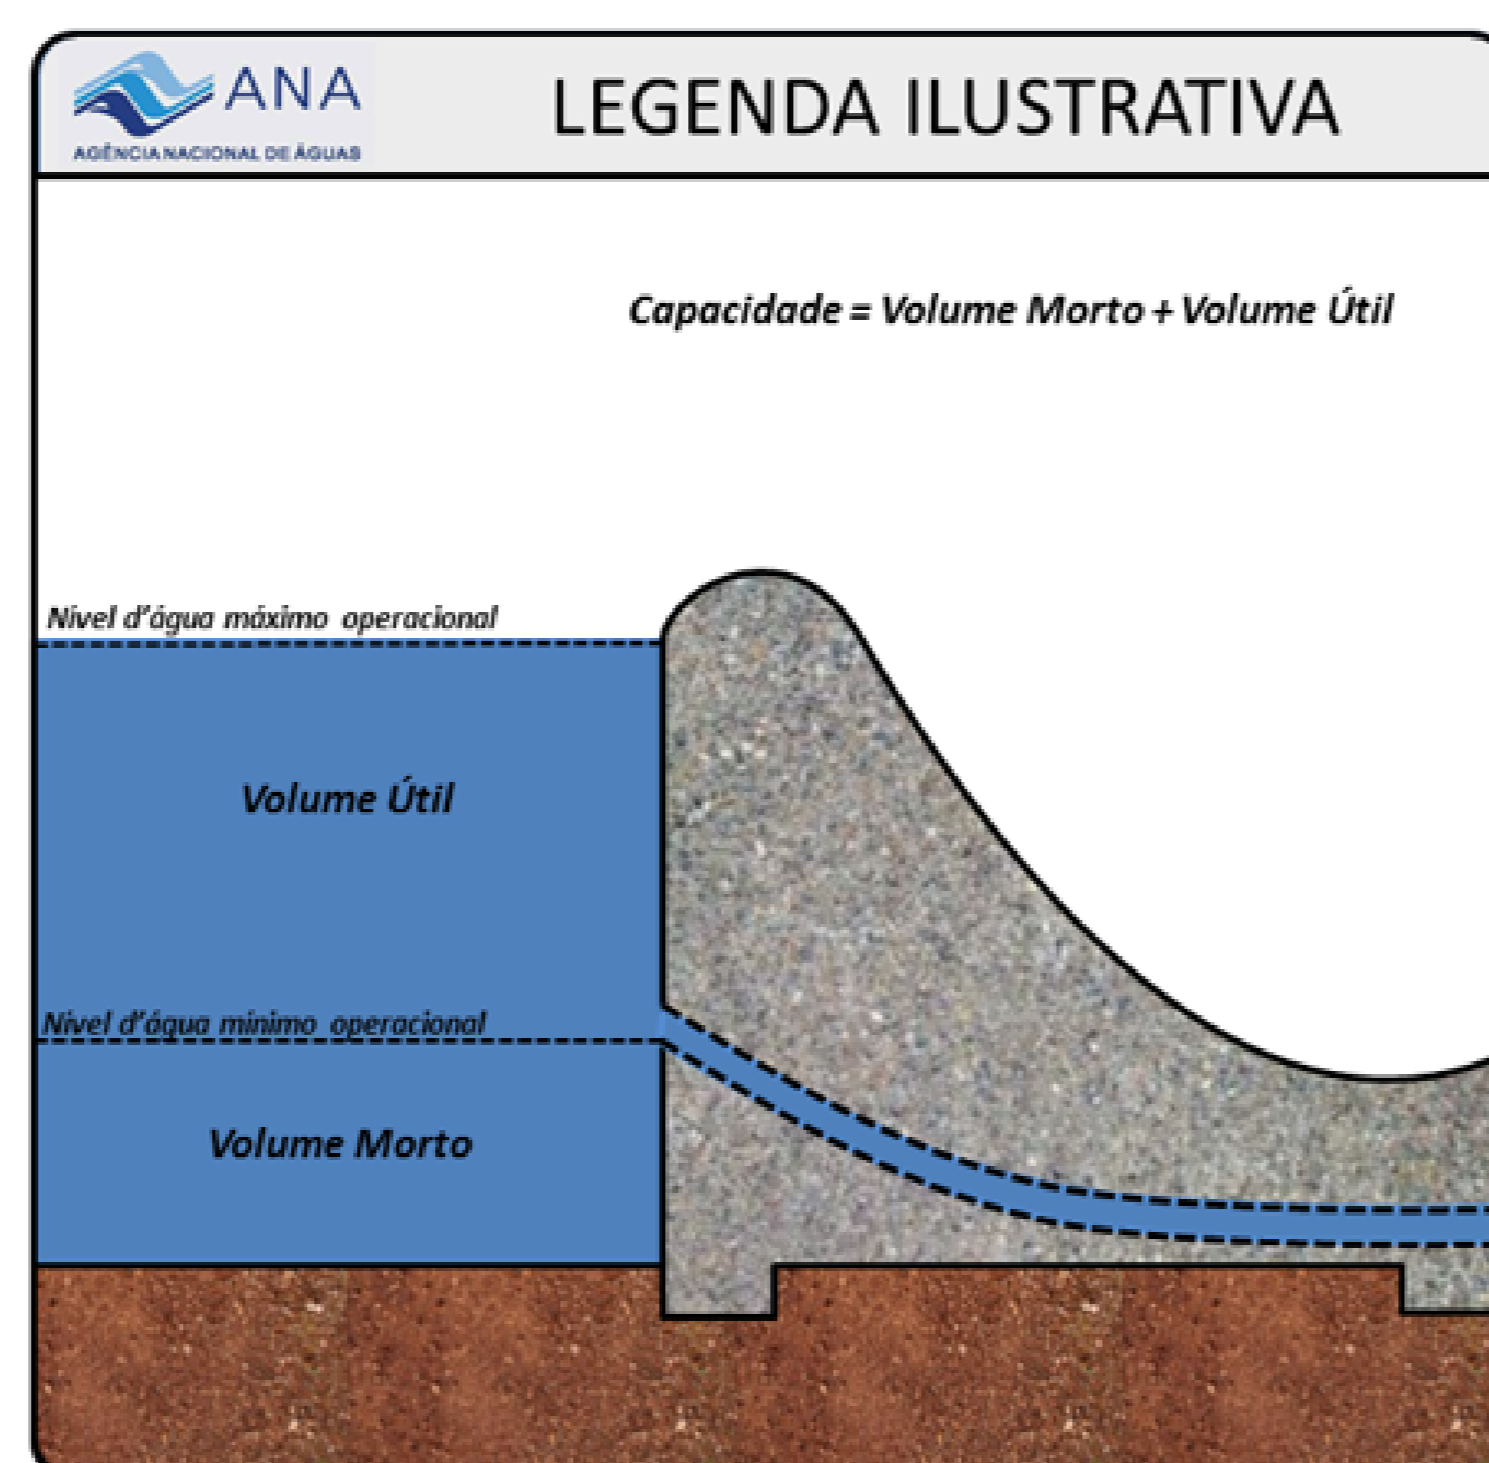 ANA
AGÊNCIA NACIONAL DE ÁGUAS
LEGENDA ILUSTRATIVA
Capacidade = Volume Morto + Volume Útil
Nível d'água máximo operacional
Volume Útil
Nível d'água mínimo operacional
Volume Morto